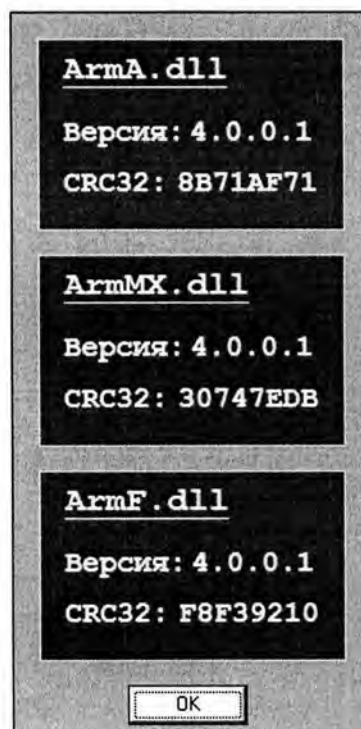 ArmA.dll
Версия: 4.0.0.1
CRC32: 8B71AF71
ArmMX.dll
Версия: 4.0.0.1
CRC32: 30747EDB
ArmF.dll
Версия: 4.0.0.1
CRC32: F8F39210
OK